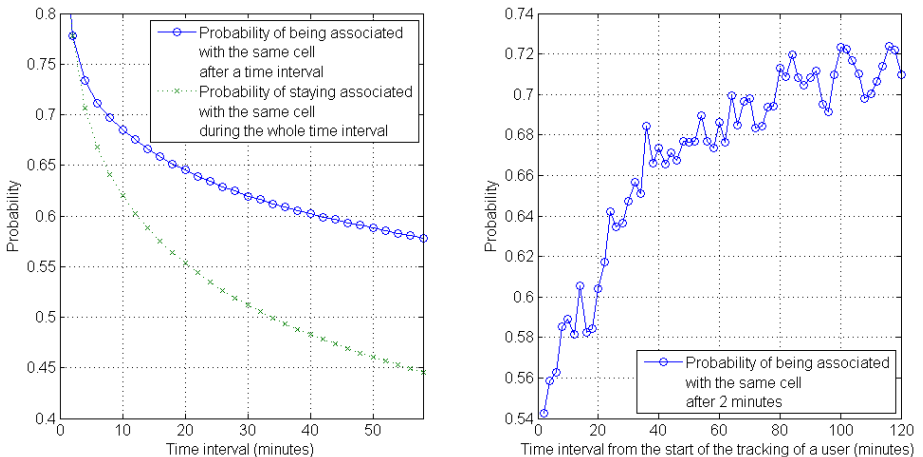 0.8
0.75
0.7
0.65
0.6
0.55
0.5
0.45
0.4
Probability
0 10 20 30 40 50
Time interval (minutes)
Probability of being associated
with the same cell
after a time interval
Probability of staying associated
with the same cell
during the whole time interval
0.74
0.72
0.7
0.68
0.66
0.64
0.62
0.6
0.58
0.56
0.54
Probability
0 20 40 60 80 100 120
Time interval from the start of the tracking of a user (minutes)
Probability of being associated
with the same cell
after 2 minutes